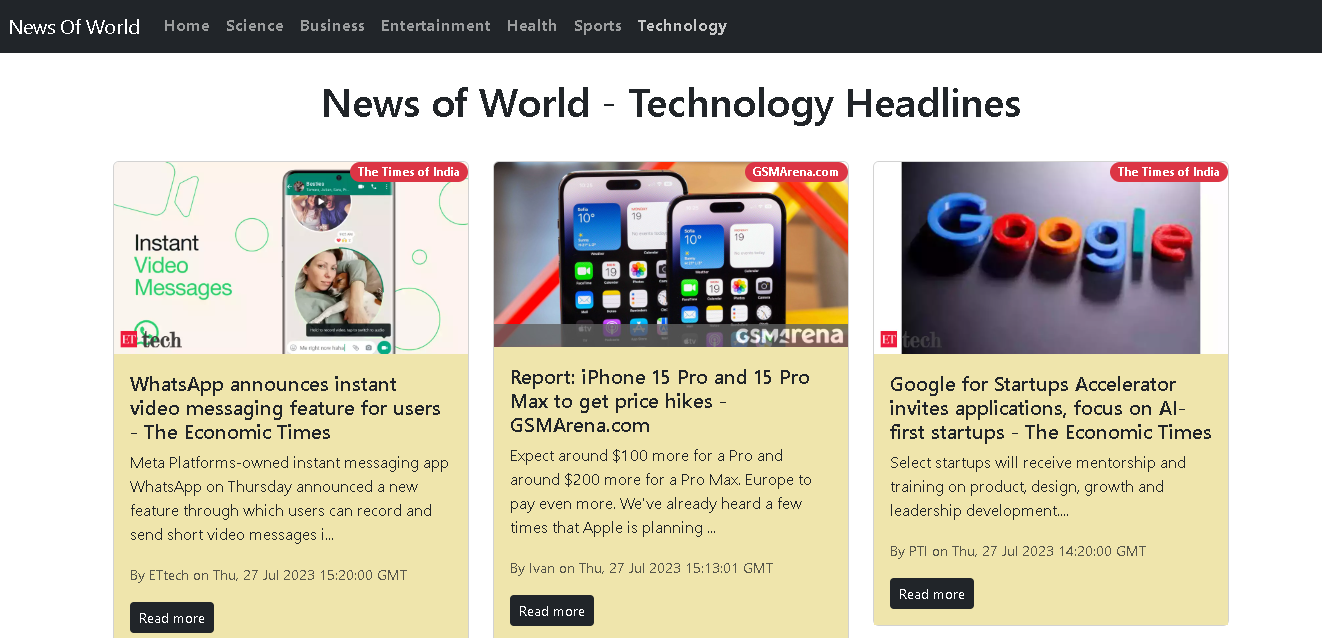 News Of World Home Science Business Entertainment Health Sports Technology
News of World - Technology Headlines
The Times of India
Instant
Video
Messages
ET tech
WhatsApp announces instant
video messaging feature for users
- The Economic Times
Meta Platforms-owned instant messaging app
WhatsApp on Thursday announced a new
feature through which users can record and
send short video messages i...
By ETtech on Thu, 27 Jul 2023 15:20:00 GMT
Read more
GSMArena.com
GSMArena
Report: iPhone 15 Pro and 15 Pro
Max to get price hikes -
GSMArena.com
Expect around $100 more for a Pro and
around $200 more for a Pro Max. Europe to
pay even more. We've already heard a few
times that Apple is planning ...
By Ivan on Thu, 27 Jul 2023 15:13:01 GMT
Read more
The Times of India
Google
ET tech
Google for Startups Accelerator
invites applications, focus on AI-
first startups - The Economic Times
Select startups will receive mentorship and
training on product, design, growth and
leadership development....
By PTI on Thu, 27 Jul 2023 14:20:00 GMT
Read more